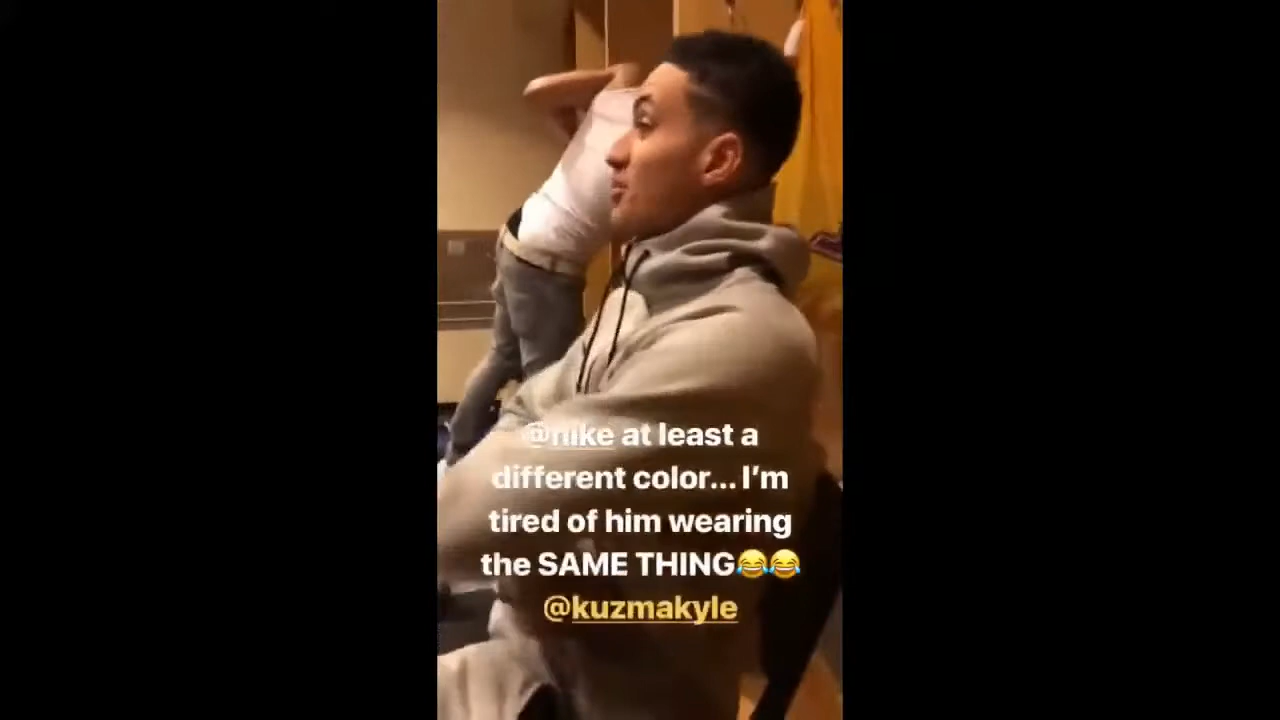 @nike at least a
different color... I'm
tired of him wearing
the SAME THING😂😂
@kuzmakyle